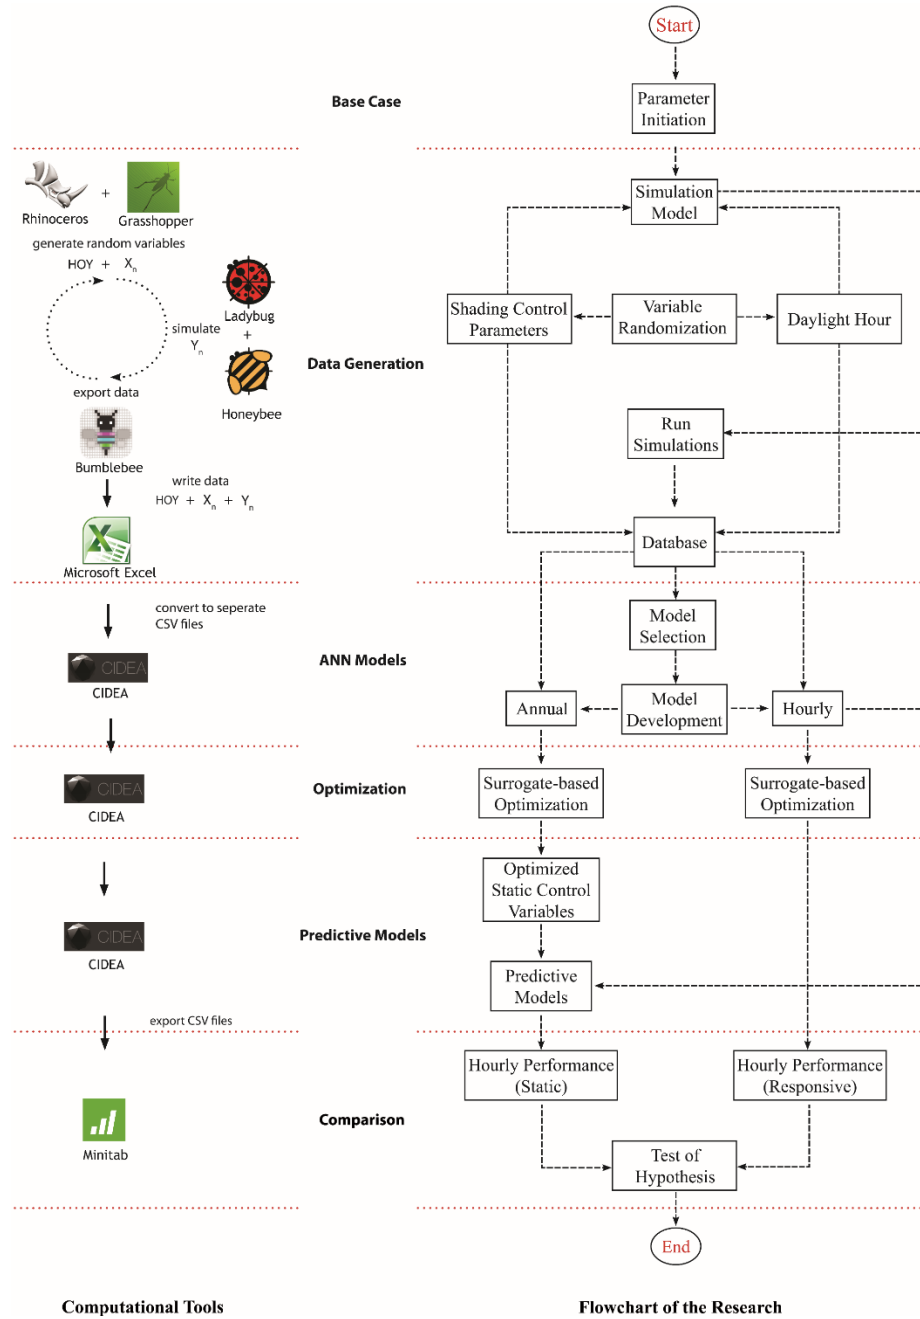 Start
Base Case
Parameter
Initiation
Rhinoceros
+
Grasshopper
generate random variables
HOY + Xn
simulate
Yn
Ladybug
+
Honeybee
export data
Bumblebee
write data
HOY + Xn + Yn
Microsoft Excel
Data Generation
Simulation
Model
Shading Control
Parameters
Variable
Randomization
Daylight Hour
Run
Simulations
Database
convert to seperate
CSV files
CIDEA
CIDEA
ANN Models
Model
Selection
Annual
Model
Development
Hourly
CIDEA
CIDEA
Optimization
Surrogate-based
Optimization
Surrogate-based
Optimization
CIDEA
CIDEA
Predictive Models
Optimized
Static Control
Variables
Predictive
Models
export CSV files
Minitab
Comparison
Hourly Performance
(Static)
Hourly Performance
(Responsive)
Test of
Hypothesis
End
Computational Tools
Flowchart of the Research